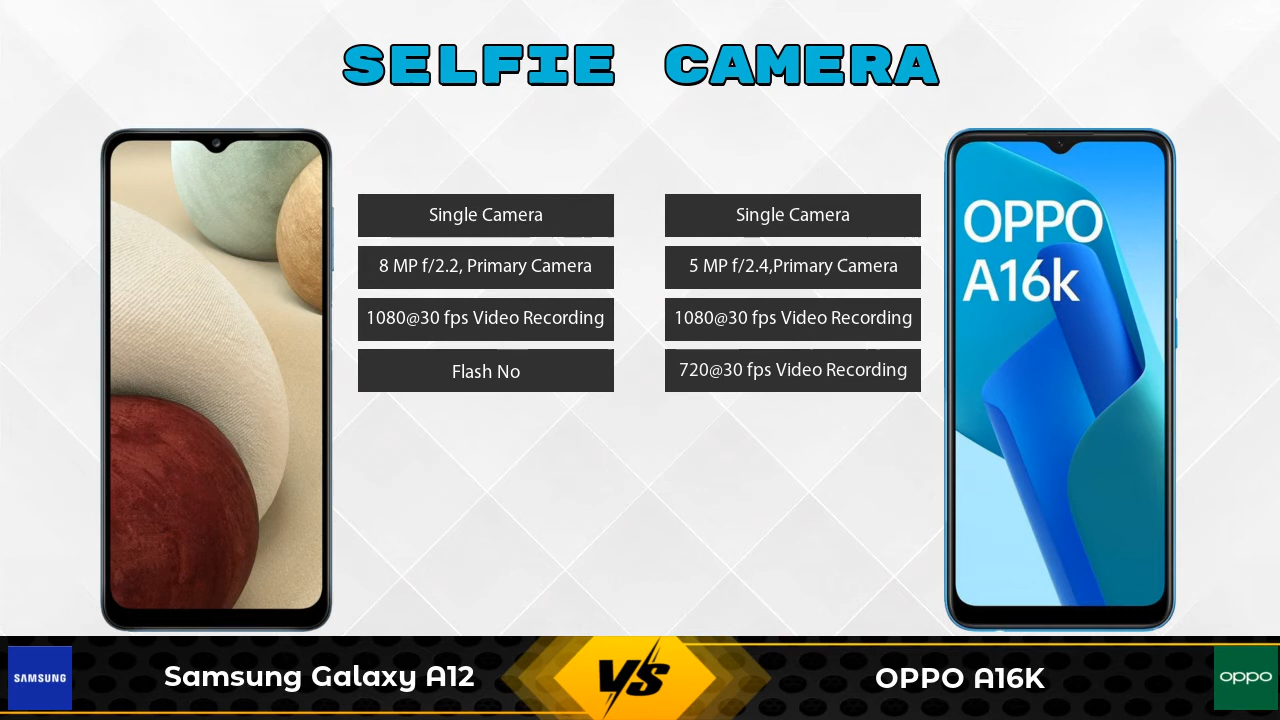 SELFIE CAMERA
Single Camera
8 MP f/2.2, Primary Camera
1080@30 fps Video Recording
Flash No
Single Camera
5 MP f/2.4,Primary Camera
1080@30 fps Video Recording
720@30 fps Video Recording
OPPO
A16k
SAMSUNG
Samsung Galaxy A12
VS
OPPO A16K
oppo